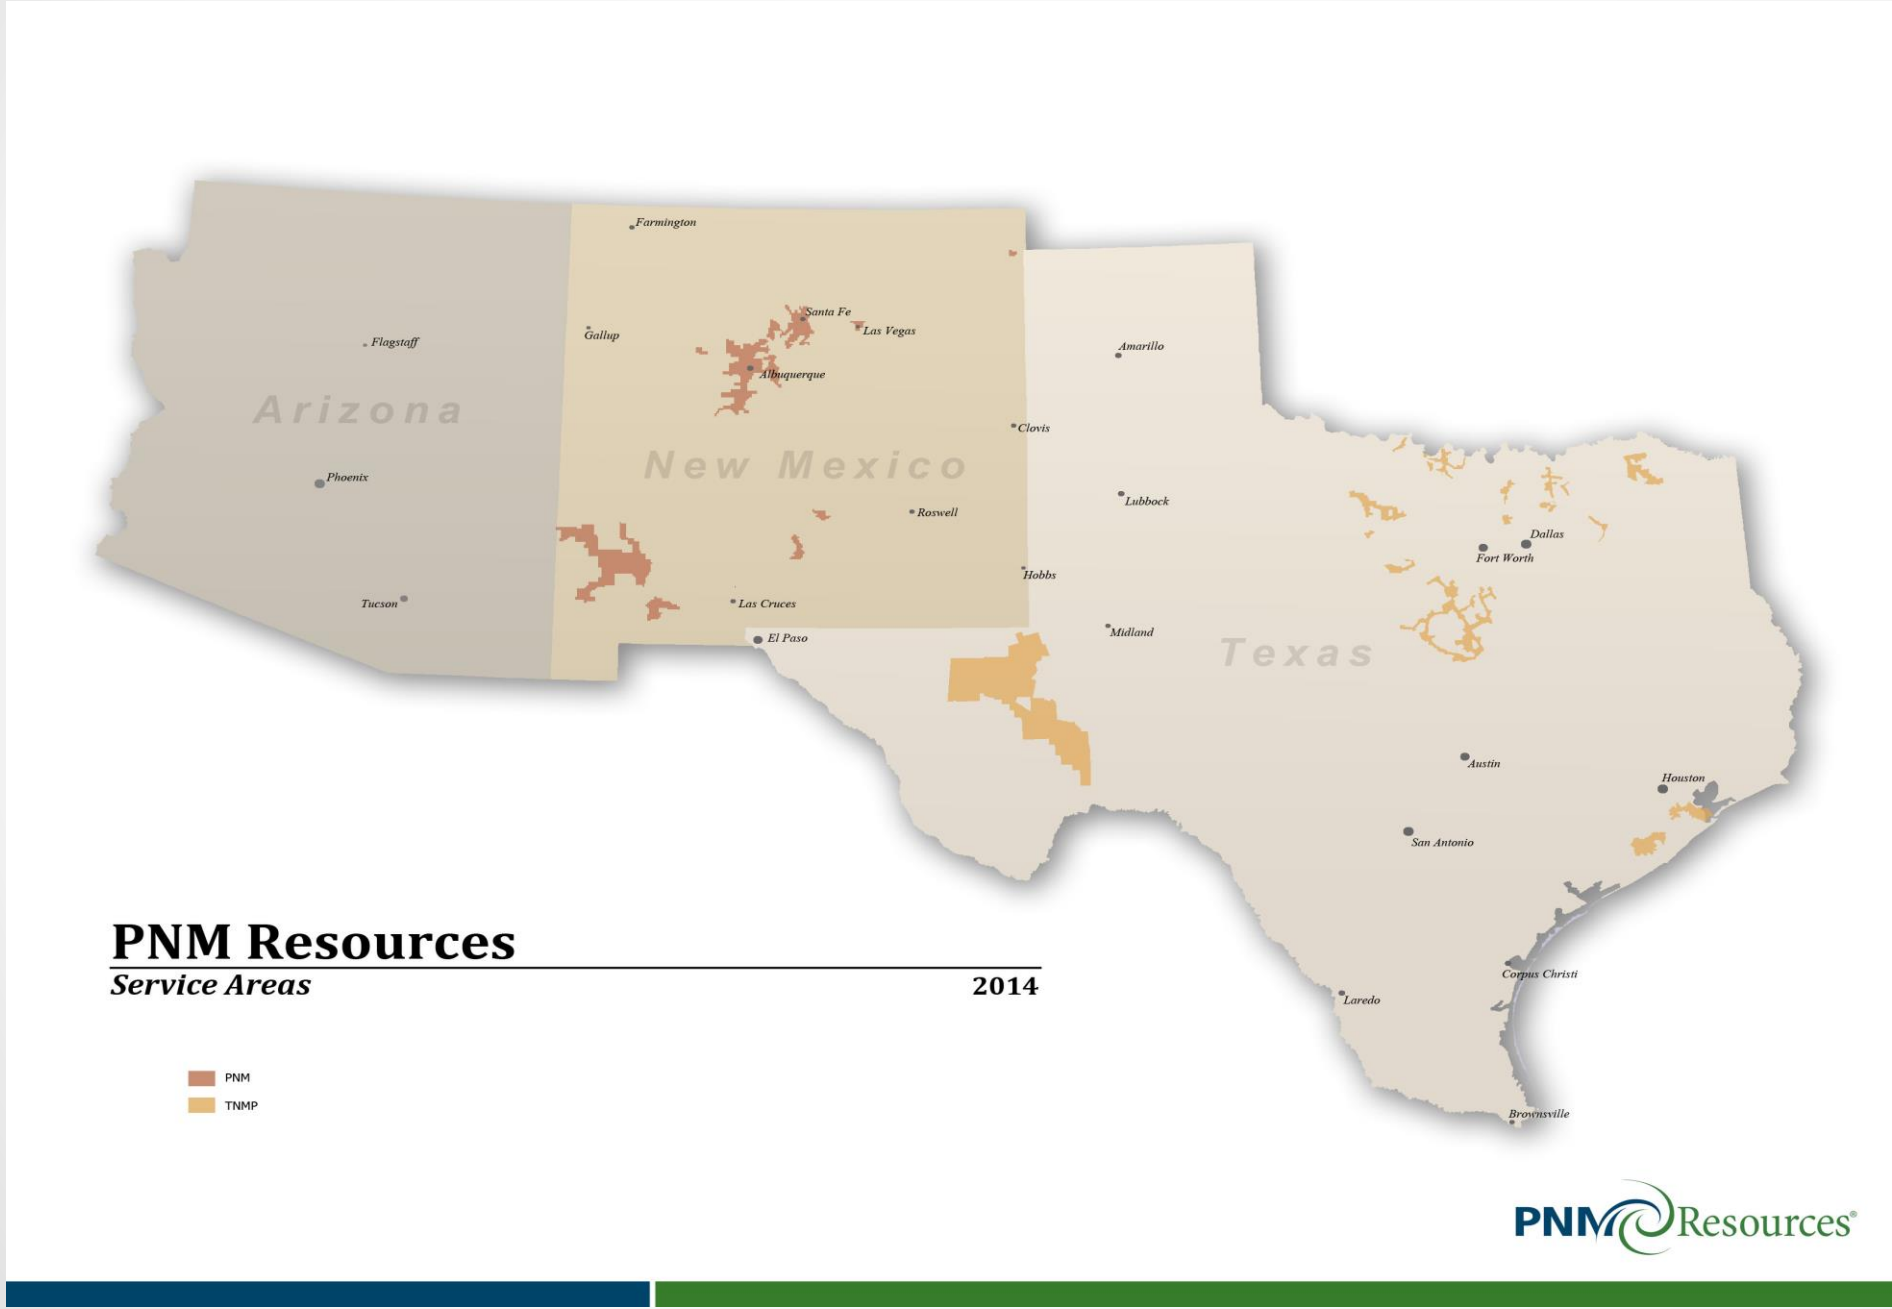 Farmington
Santa Fe
Las Vegas
Gallup
Flagstaff
Amarillo
Albuquerque
Arizona
Clovis
New Mexico
Phoenix
Lubbock
Roswell
Dallas
Fort Worth
Hobbs
Tucson
Las Cruces
Midland
El Paso
Texas
Austin
Houston
San Antonio
PNM Resources
Service Areas 2014
Corpus Christi
Laredo
PNM
TNMP
Brownsville
PNM Resources®